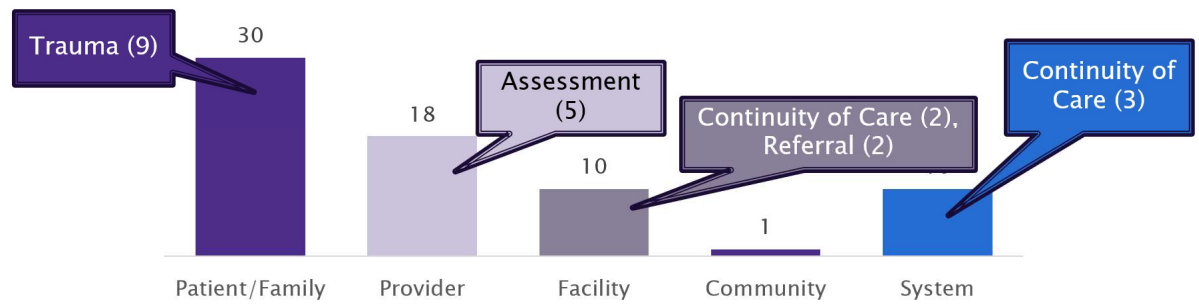 Trauma (9)
30
Assessment
(5)
18
Continuity of Care (2),
Referral (2)
10
1
Continuity of
Care (3)
Patient/Family
Provider
Facility
Community
System